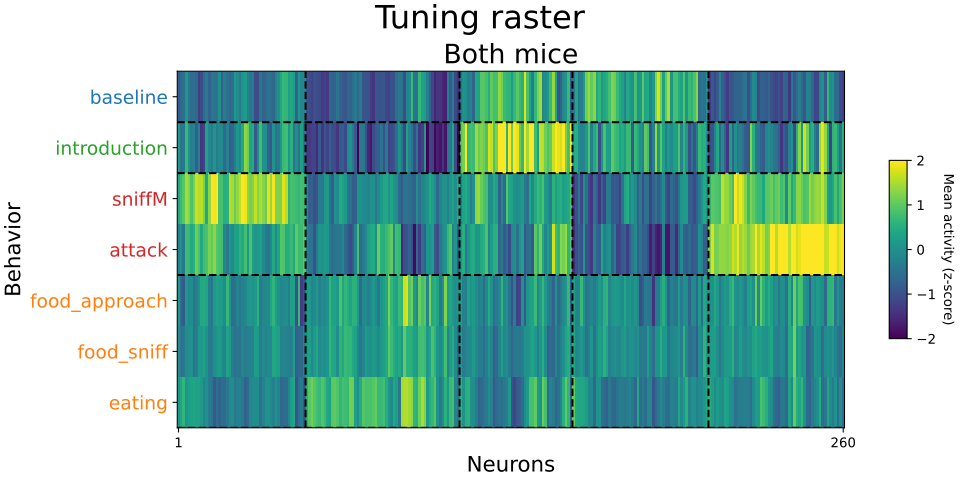 Tuning raster
Both mice
Behavior
baseline
introduction
sniffM
attack
food_approach
food_sniff
eating
1
260
Neurons
2
1
0
−1
−2
Mean activity (z-score)